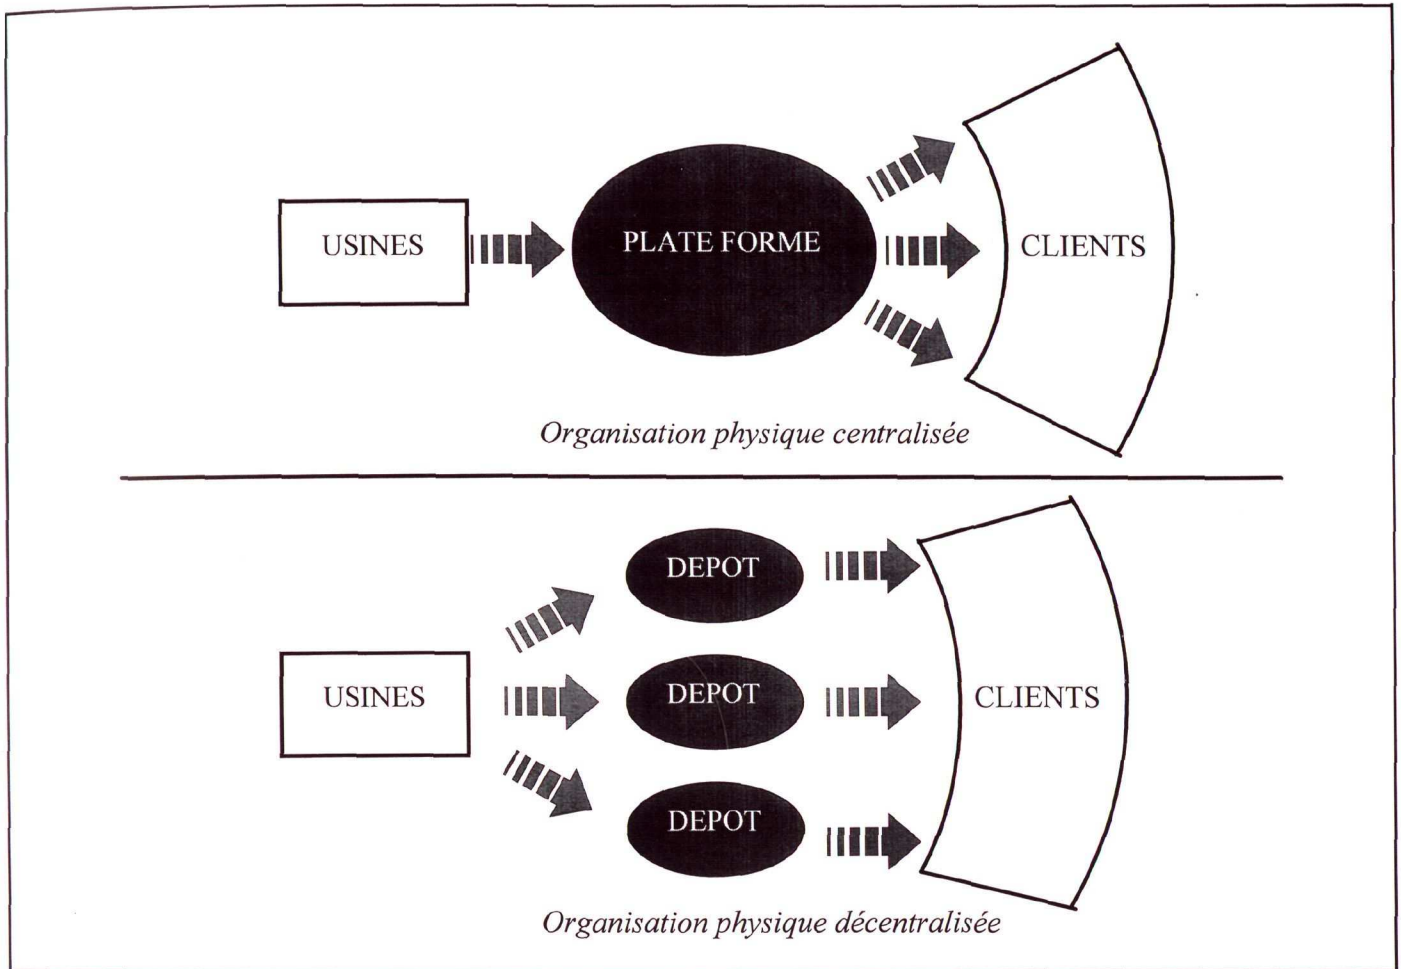 USINES
PLATE FORME
CLIENTS
Organisation physique centralisée
DEPOT
USINES
DEPOT
CLIENTS
DEPOT
Organisation physique décentralisée